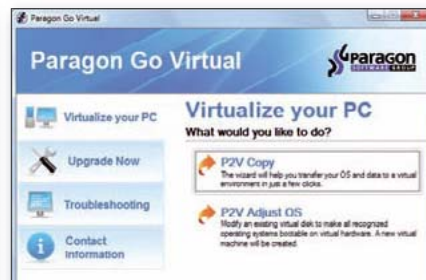 Paragon Go Virtual
Paragon Go Virtual
Paragon
SOFTWARE GROUP
Virtualize your PC
Upgrade Now
Troubleshooting
Contact
Information
Virtualize your PC
What would you like to do?
P2V Copy
The wizard will help you transfer your OS and data to a virtual
environment in just a few clicks.
P2V Adjust OS
Modify an existing virtual disk to make all recognized
operating systems bootable on virtual hardware. A new virtual
machine will be created.